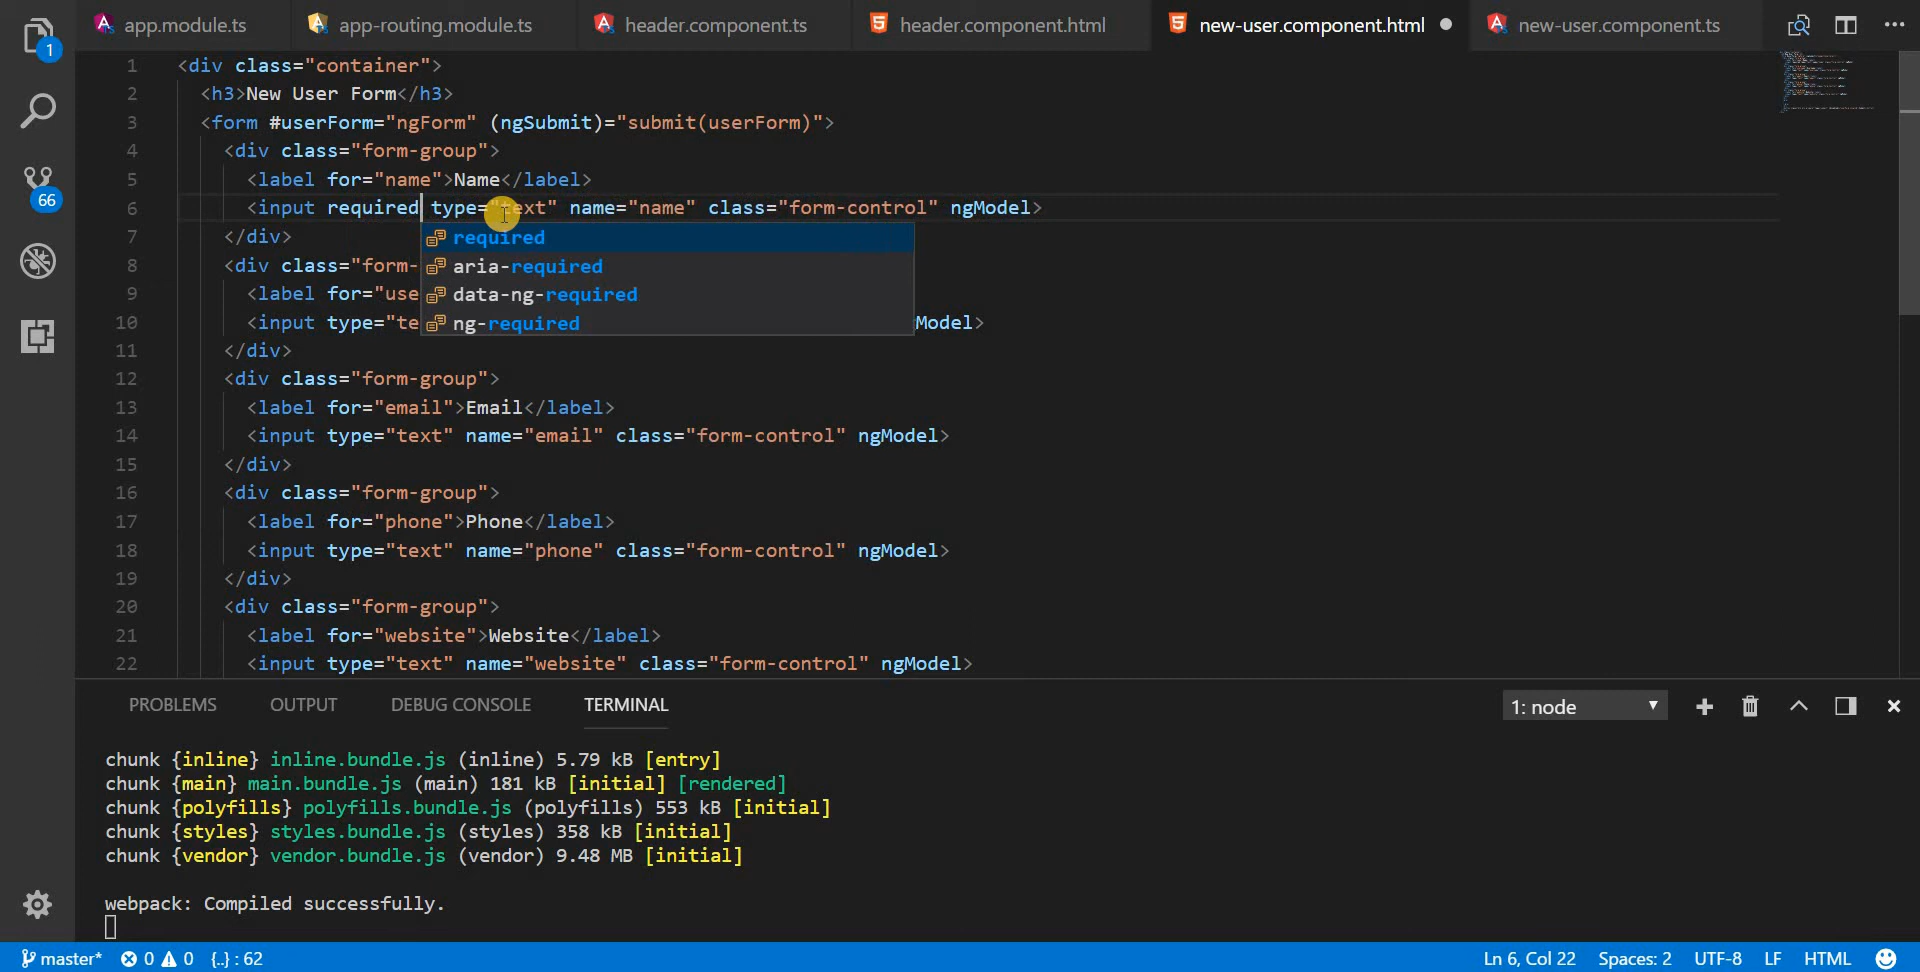 1
66
app.module.ts
app-routing.module.ts
header.component.ts
header.component.html
new-user.component.html
new-user.component.ts
1 <div class="container">
2 <h3>New User Form</h3>
3 <form #userForm="ngForm" (ngSubmit)="submit(userForm)">
4 <div class="form-group">
5 <label for="name">Name</label>
6 <input required type="text" name="name" class="form-control" ngModel>
required
aria-required
data-ng-required
ng-required
7 </div>
8 <div class="form-
9 <label for="use
10 <input type="te Model>
11 </div>
12 <div class="form-group">
13 <label for="email">Email</label>
14 <input type="text" name="email" class="form-control" ngModel>
15 </div>
16 <div class="form-group">
17 <label for="phone">Phone</label>
18 <input type="text" name="phone" class="form-control" ngModel>
19 </div>
20 <div class="form-group">
21 <label for="website">Website</label>
22 <input type="text" name="website" class="form-control" ngModel>
PROBLEMS OUTPUT DEBUG CONSOLE TERMINAL 1: node
chunk {inline} inline.bundle.js (inline) 5.79 kB [entry]
chunk {main} main.bundle.js (main) 181 kB [initial] [rendered]
chunk {polyfills} polyfills.bundle.js (polyfills) 553 kB [initial]
chunk {styles} styles.bundle.js (styles) 358 kB [initial]
chunk {vendor} vendor.bundle.js (vendor) 9.48 MB [initial]
webpack: Compiled successfully.
master* 0 0 {..} : 62 Ln 6, Col 22 Spaces: 2 UTF-8 LF HTML